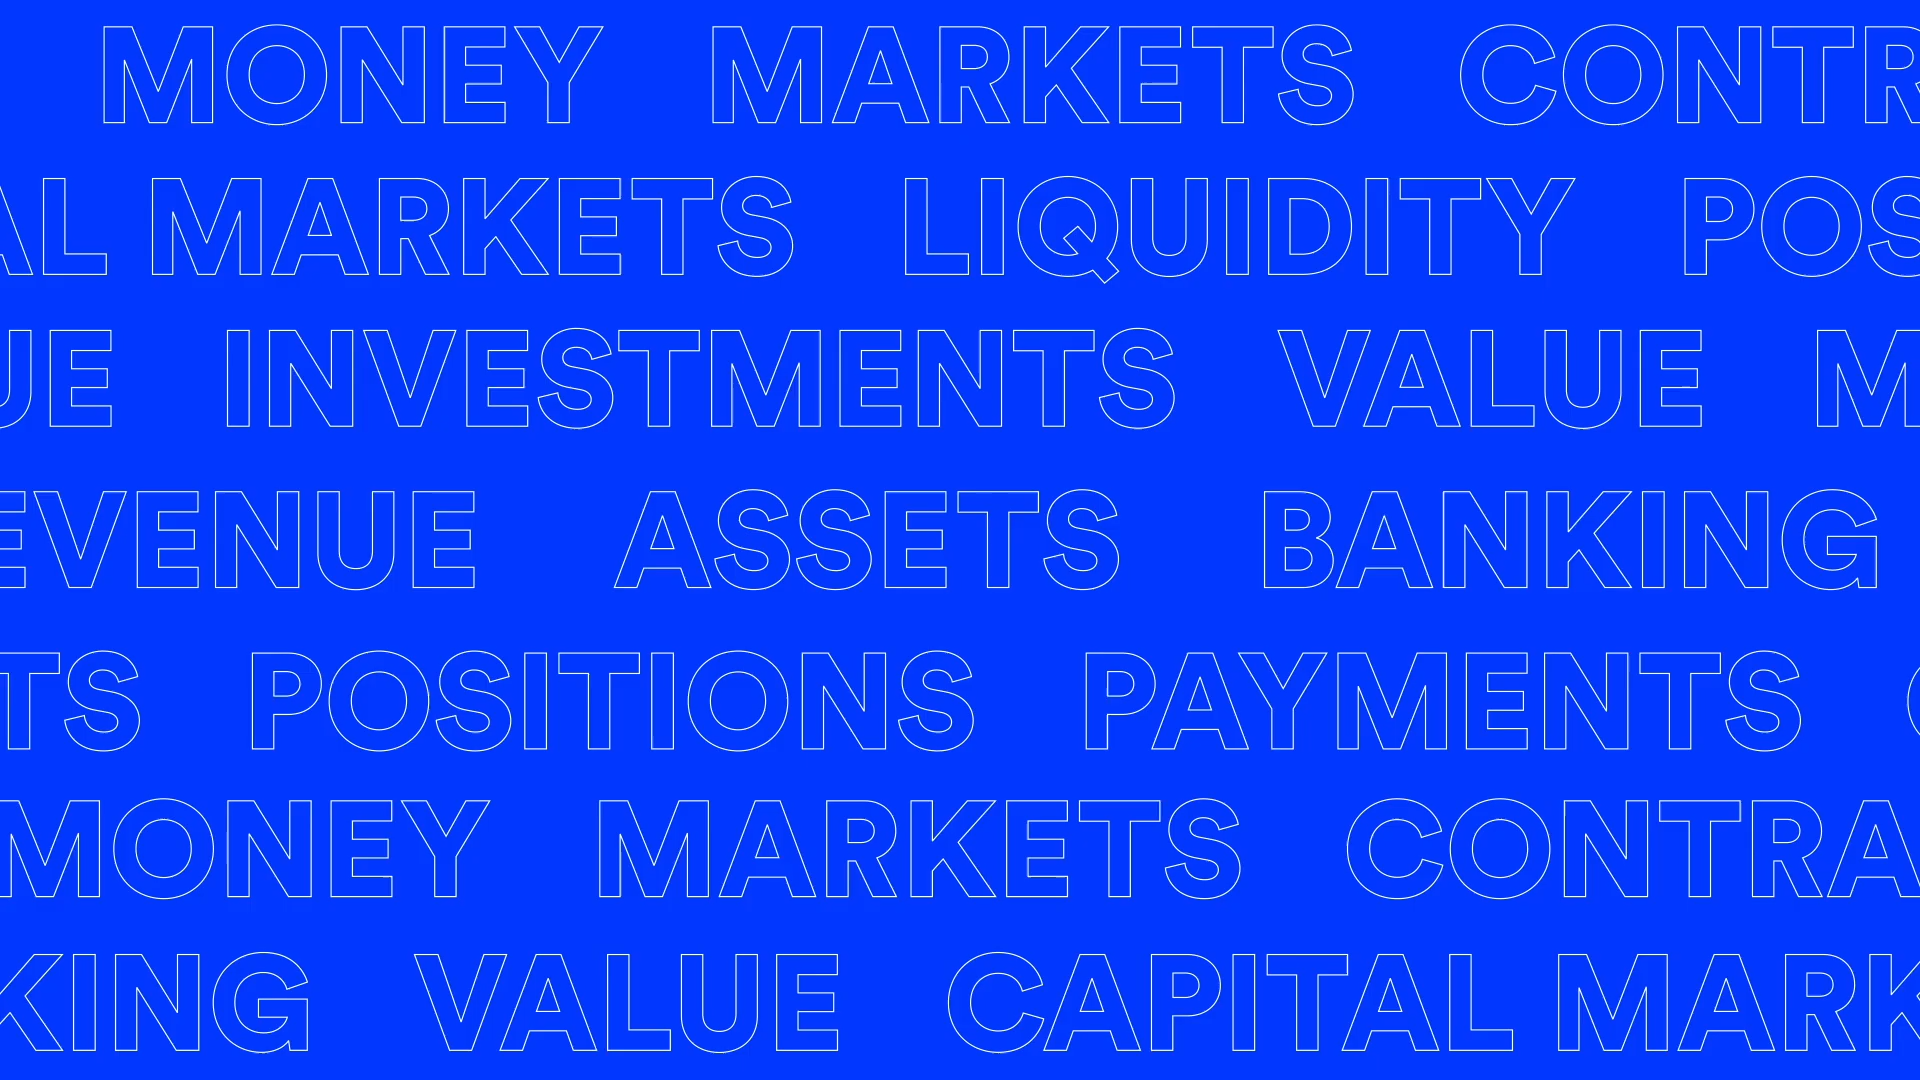 MONEY MARKETS CONTR
AL MARKETS LIQUIDITY POS
UE INVESTMENTS VALUE M
EVENUE ASSETS BANKING
TS POSITIONS PAYMENTS
MONEY MARKETS CONTRA
KING VALUE CAPITAL MARK